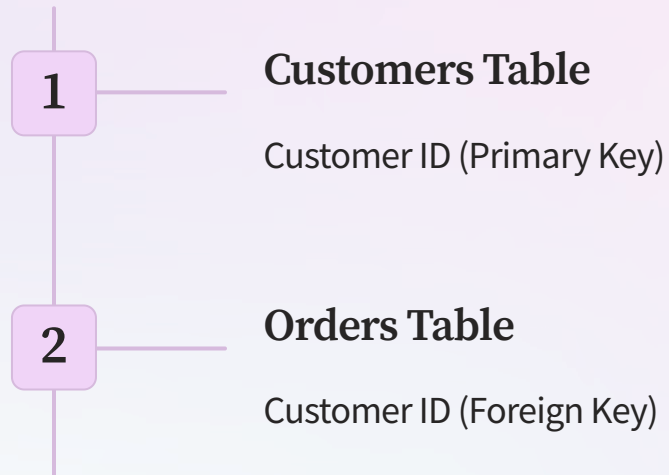 1
Customers Table
Customer ID (Primary Key)
2
Orders Table
Customer ID (Foreign Key)